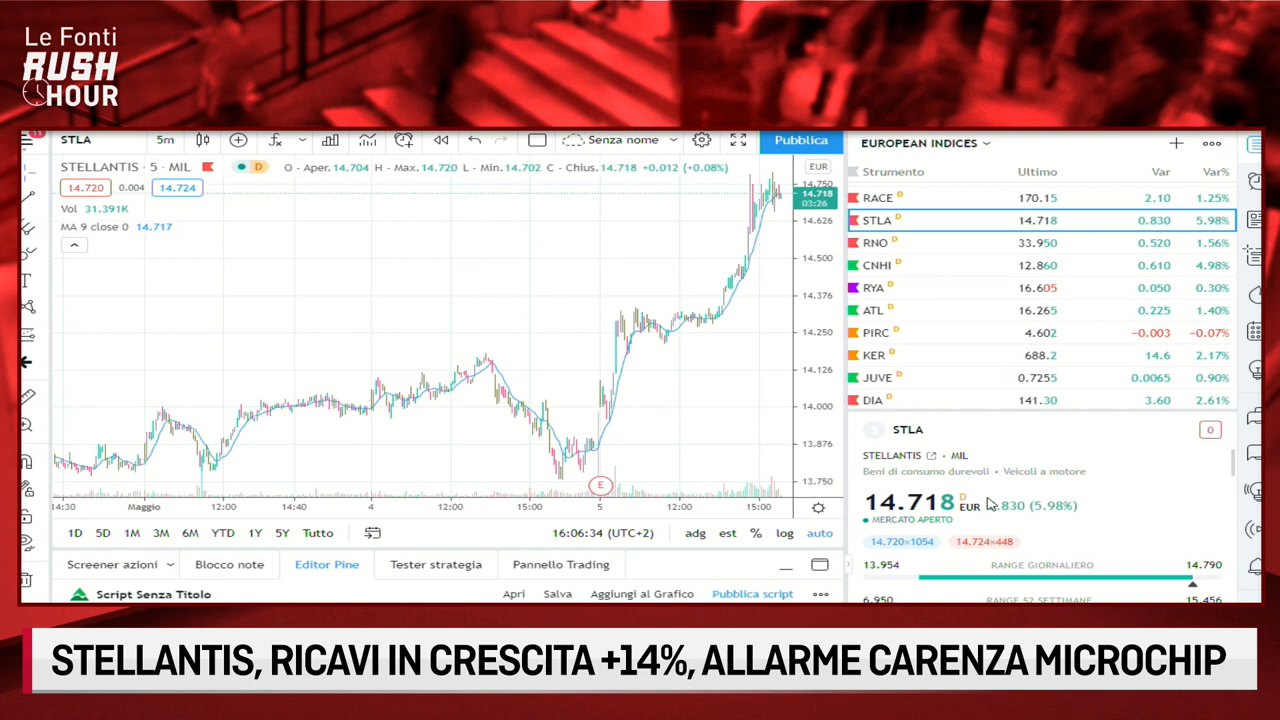 Le Fonti
RUSH
HOUR
11
STLA 5m Senza nome Pubblica
STELLANTIS · 5 · MIL D O - Aper. 14.704 H - Max. 14.720 L - Min. 14.702 C - Chius. 14.718 +0.012 (+0.08%) EUR
14.720 0.004 14.724
Vol 31.391K
MA 9 close 0 14.717
14.750
14.718
03:26
14.626
14.500
14.376
14.250
14.126
14.000
13.876
13.750
E
14:30 Maggio 12:00 14:40 4 12:00 15:00 5 12:00 15:00
1D 5D 1M 3M 6M YTD 1Y 5Y Tutto 16:06:34 (UTC+2) adg est % log auto
Screener azioni Blocco note Editor Pine Tester strategia Pannello Trading
Script Senza Titolo Apri Salva Aggiungi al Grafico Pubblica script
EUROPEAN INDICES
Strumento Ultimo Var Var%
RACE D 170.15 2.10 1.25%
STLA D 14.718 0.830 5.98%
RNO D 33.950 0.520 1.56%
CNHI D 12.860 0.610 4.98%
RYA D 16.605 0.050 0.30%
ATL D 16.265 0.225 1.40%
PIRC D 4.602 −0.003 −0.07%
KER D 688.2 14.6 2.17%
JUVE D 0.7255 0.0065 0.90%
DIA D 141.30 3.60 2.61%
S STLA 0
STELLANTIS • MIL
Beni di consumo durevoli • Veicoli a motore
14.718 D EUR .830 (5.98%)
MERCATO APERTO
14.720×1054 14.724×448
13.954 RANGE GIORNALIERO 14.790
6.950 RANGE 52 SETTIMANE 15.456
STELLANTIS, RICAVI IN CRESCITA +14%, ALLARME CARENZA MICROCHIP